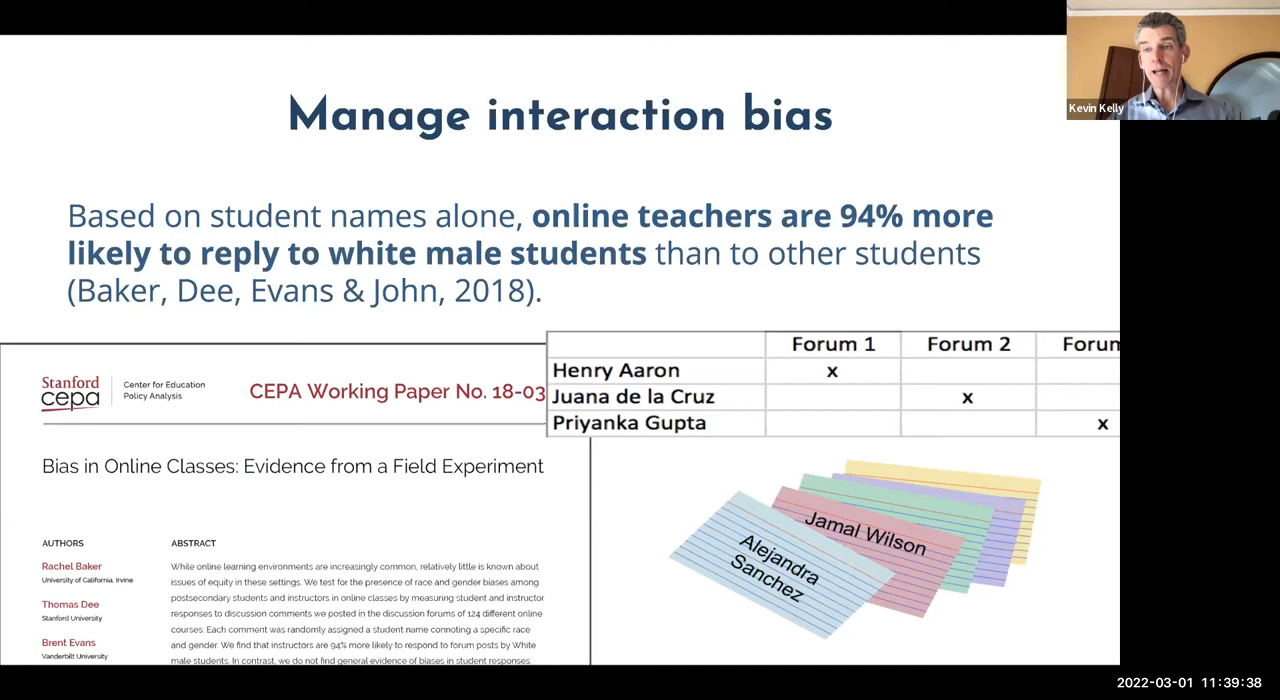 Kevin Kelly
Manage interaction bias
Based on student names alone, online teachers are 94% more
likely to reply to white male students than to other students
(Baker, Dee, Evans & John, 2018).
Forum 1 Forum 2 Forum
Henry Aaron x
Juana de la Cruz x
Priyanka Gupta x
Stanford
cepa
Center for Education
Policy Analysis
CEPA Working Paper No. 18-03
Bias in Online Classes: Evidence from a Field Experiment
AUTHORS
Rachel Baker
University of California, Irvine
Thomas Dee
Stanford University
Brent Evans
Vanderbilt University
ABSTRACT
While online learning environments are increasingly common, relatively little is known about
issues of equity in these settings. We test for the presence of race and gender biases among
postsecondary students and instructors in online classes by measuring student and instructor
responses to discussion comments we posted in the discussion forums of 124 different online
courses. Each comment was randomly assigned a student name connoting a specific race
and gender. We find that instructors are 94% more likely to respond to forum posts by White
male students. In contrast, we do not find general evidence of biases in student responses.
Jamal Wilson
Alejandra
Sanchez
2022-03-01 11:39:38